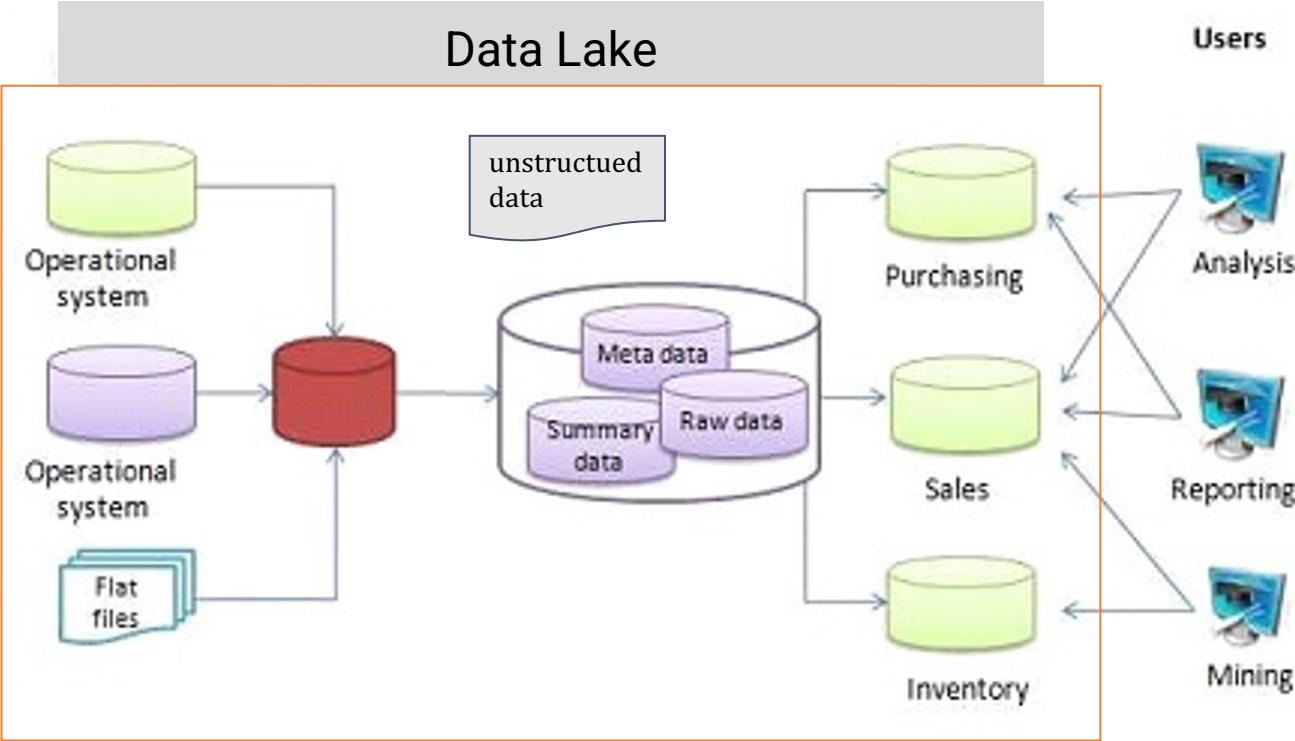 Data Lake
Users
unstructued
data
Operational
system
Purchasing
Analysis
Meta data
Raw data
Summary
data
Operational
system
Sales
Reporting
Flat
files
Inventory
Mining